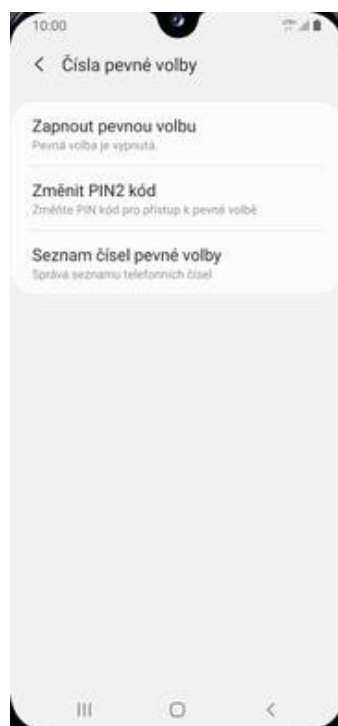 10:00
Čísla pevné volby
Zapnout pevnou volbu
Pevná volba je vypnutá.
Změnit PIN2 kód
Změňte PIN kód pro přístup k pevné volbě
Seznam čísel pevné volby
Správa seznamu telefonních čísel